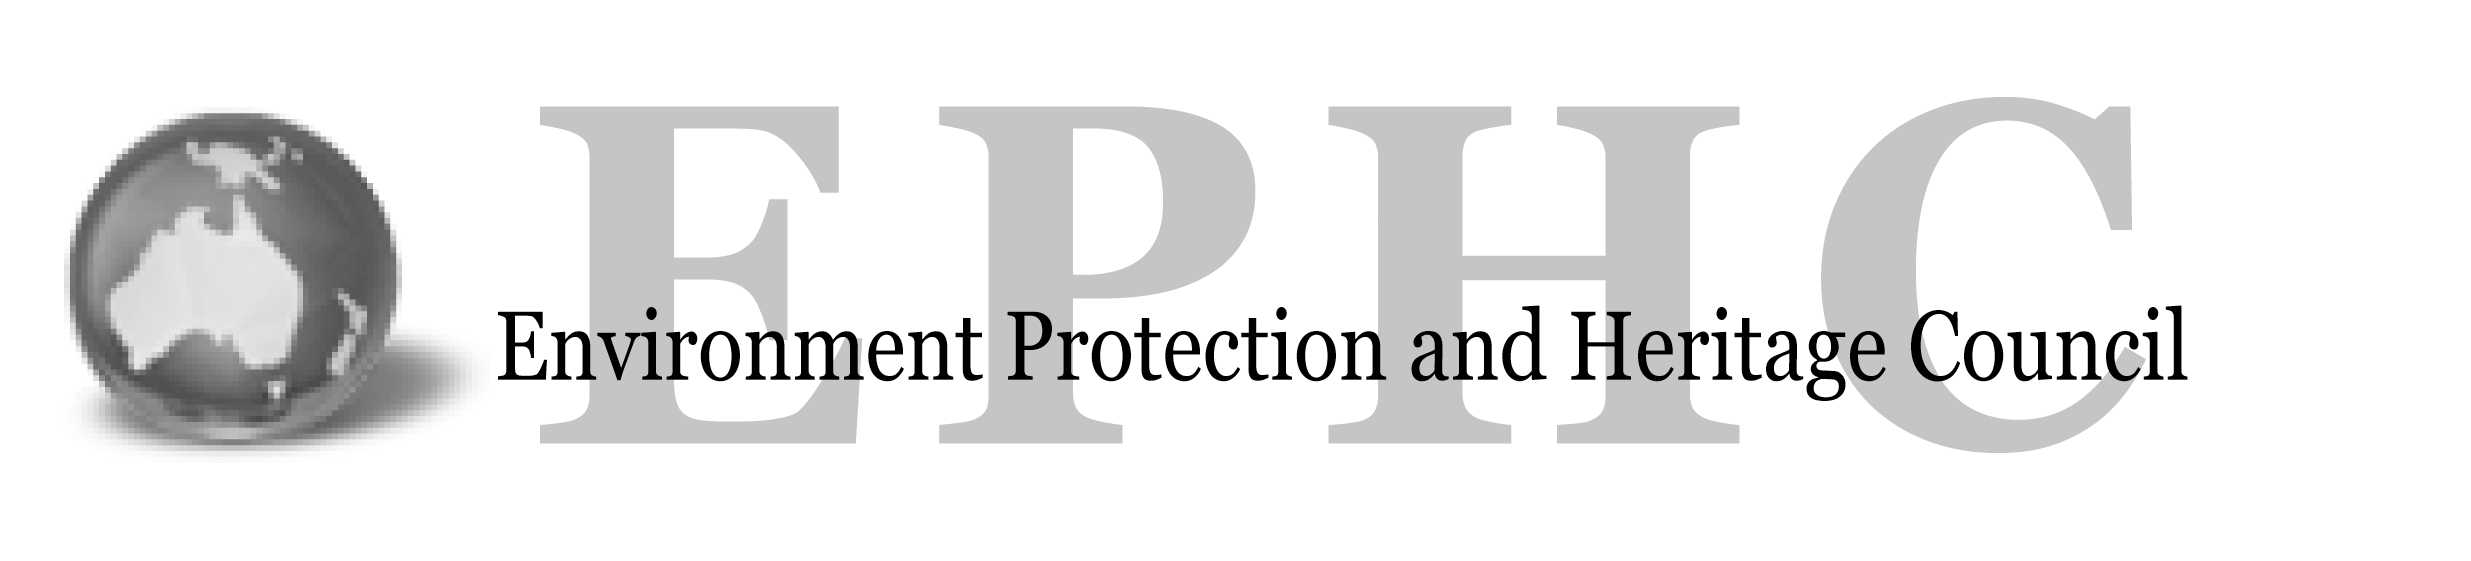 EPHC
Environment Protection and Heritage Council